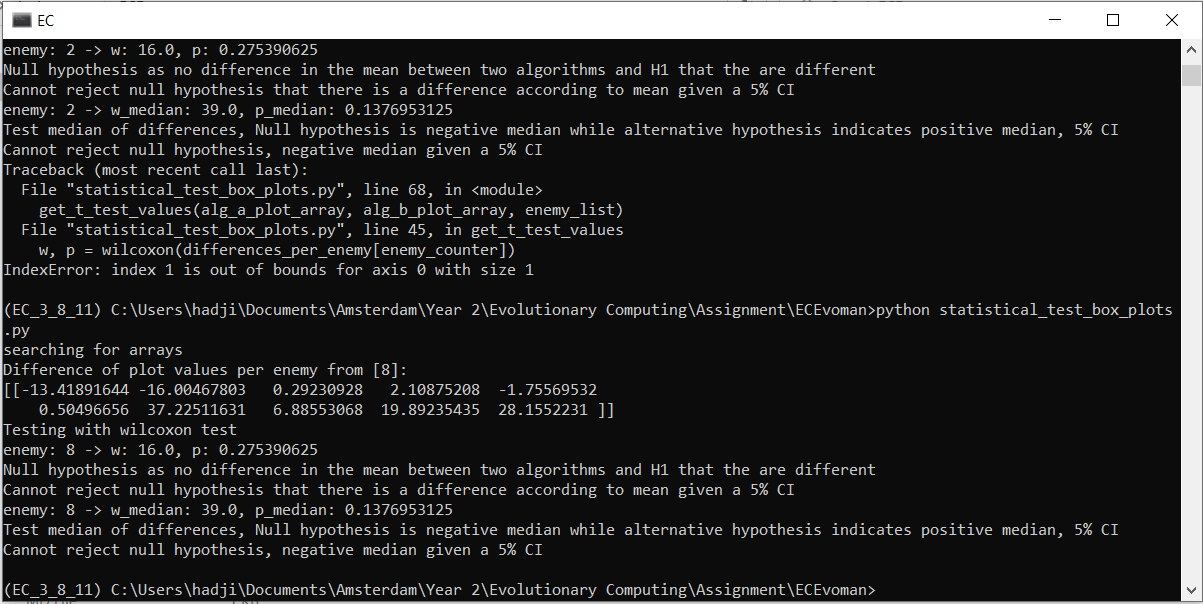 EC
enemy: 2 -> w: 16.0, p: 0.275390625
Null hypothesis as no difference in the mean between two algorithms and H1 that the are different
Cannot reject null hypothesis that there is a difference according to mean given a 5% CI
enemy: 2 -> w_median: 39.0, p_median: 0.1376953125
Test median of differences, Null hypothesis is negative median while alternative hypothesis indicates positive median, 5% CI
Cannot reject null hypothesis, negative median given a 5% CI
Traceback (most recent call last):
  File "statistical_test_box_plots.py", line 68, in <module>
    get_t_test_values(alg_a_plot_array, alg_b_plot_array, enemy_list)
  File "statistical_test_box_plots.py", line 45, in get_t_test_values
    w, p = wilcoxon(differences_per_enemy[enemy_counter])
IndexError: index 1 is out of bounds for axis 0 with size 1
(EC_3_8_11) C:\Users\hadji\Documents\Amsterdam\Year 2\Evolutionary Computing\Assignment\ECEvoman>python statistical_test_box_plots
.py
searching for arrays
Difference of plot values per enemy from [8]:
[[-13.41891644 -16.00467803   0.29230928   2.10875208  -1.75569532
    0.50496656  37.22511631   6.88553068  19.89235435  28.1552231 ]]
Testing with wilcoxon test
enemy: 8 -> w: 16.0, p: 0.275390625
Null hypothesis as no difference in the mean between two algorithms and H1 that the are different
Cannot reject null hypothesis that there is a difference according to mean given a 5% CI
enemy: 8 -> w_median: 39.0, p_median: 0.1376953125
Test median of differences, Null hypothesis is negative median while alternative hypothesis indicates positive median, 5% CI
Cannot reject null hypothesis, negative median given a 5% CI
(EC_3_8_11) C:\Users\hadji\Documents\Amsterdam\Year 2\Evolutionary Computing\Assignment\ECEvoman>